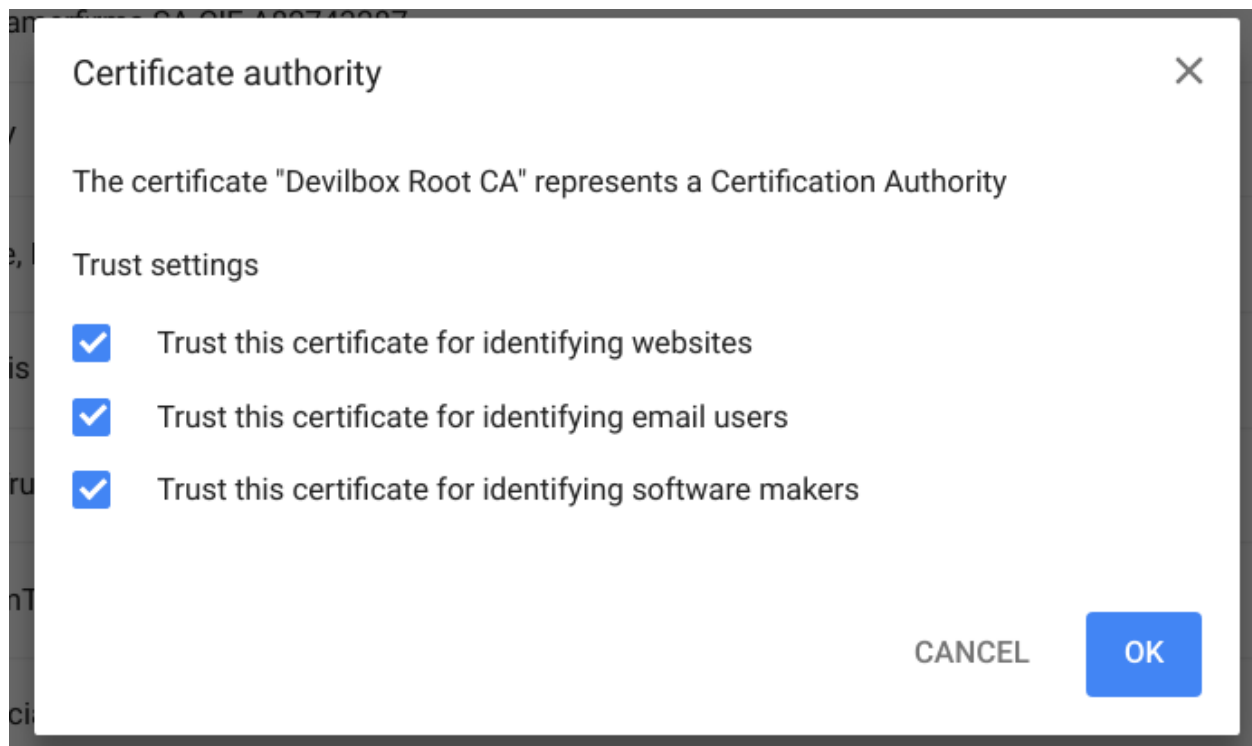 Certificate authority
The certificate "Devilbox Root CA" represents a Certification Authority
Trust settings
Trust this certificate for identifying websites
Trust this certificate for identifying email users
Trust this certificate for identifying software makers
CANCEL
OK